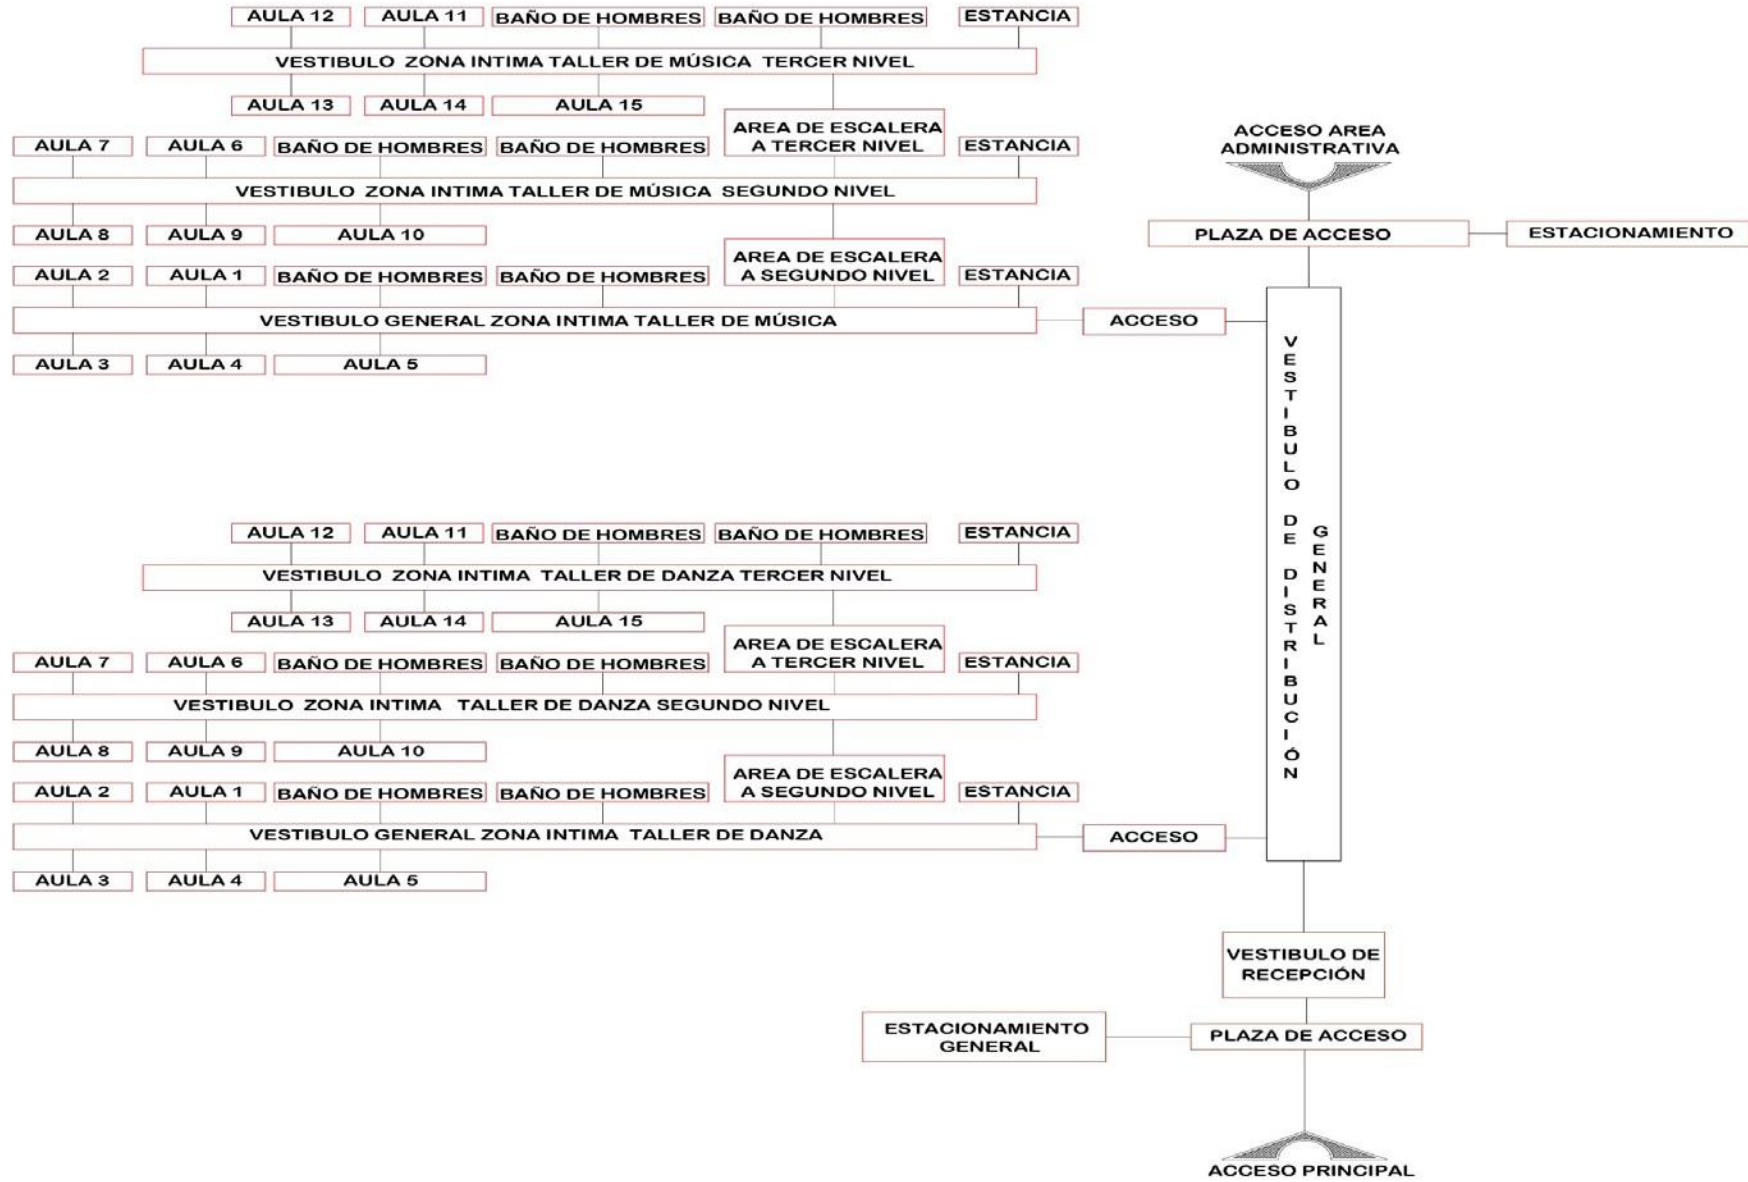 AULA 12
AULA 11
BAÑO DE HOMBRES
BAÑO DE HOMBRES
ESTANCIA
VESTIBULO ZONA INTIMA TALLER DE MÚSICA TERCER NIVEL
AULA 13
AULA 14
AULA 15
AREA DE ESCALERA
A TERCER NIVEL
AULA 7
AULA 6
BAÑO DE HOMBRES
BAÑO DE HOMBRES
ESTANCIA
VESTIBULO ZONA INTIMA TALLER DE MÚSICA SEGUNDO NIVEL
AULA 8
AULA 9
AULA 10
AREA DE ESCALERA
A SEGUNDO NIVEL
AULA 2
AULA 1
BAÑO DE HOMBRES
BAÑO DE HOMBRES
ESTANCIA
VESTIBULO GENERAL ZONA INTIMA TALLER DE MÚSICA
ACCESO
AULA 3
AULA 4
AULA 5
ACCESO AREA
ADMINISTRATIVA
PLAZA DE ACCESO
ESTACIONAMIENTO
VESTIBULO DE DISTRIBUCIÓN
GENERAL
AULA 12
AULA 11
BAÑO DE HOMBRES
BAÑO DE HOMBRES
ESTANCIA
VESTIBULO ZONA INTIMA TALLER DE DANZA TERCER NIVEL
AULA 13
AULA 14
AULA 15
AREA DE ESCALERA
A TERCER NIVEL
AULA 7
AULA 6
BAÑO DE HOMBRES
BAÑO DE HOMBRES
ESTANCIA
VESTIBULO ZONA INTIMA TALLER DE DANZA SEGUNDO NIVEL
AULA 8
AULA 9
AULA 10
AREA DE ESCALERA
A SEGUNDO NIVEL
AULA 2
AULA 1
BAÑO DE HOMBRES
BAÑO DE HOMBRES
ESTANCIA
VESTIBULO GENERAL ZONA INTIMA TALLER DE DANZA
ACCESO
AULA 3
AULA 4
AULA 5
VESTIBULO DE
RECEPCIÓN
ESTACIONAMIENTO
GENERAL
PLAZA DE ACCESO
ACCESO PRINCIPAL